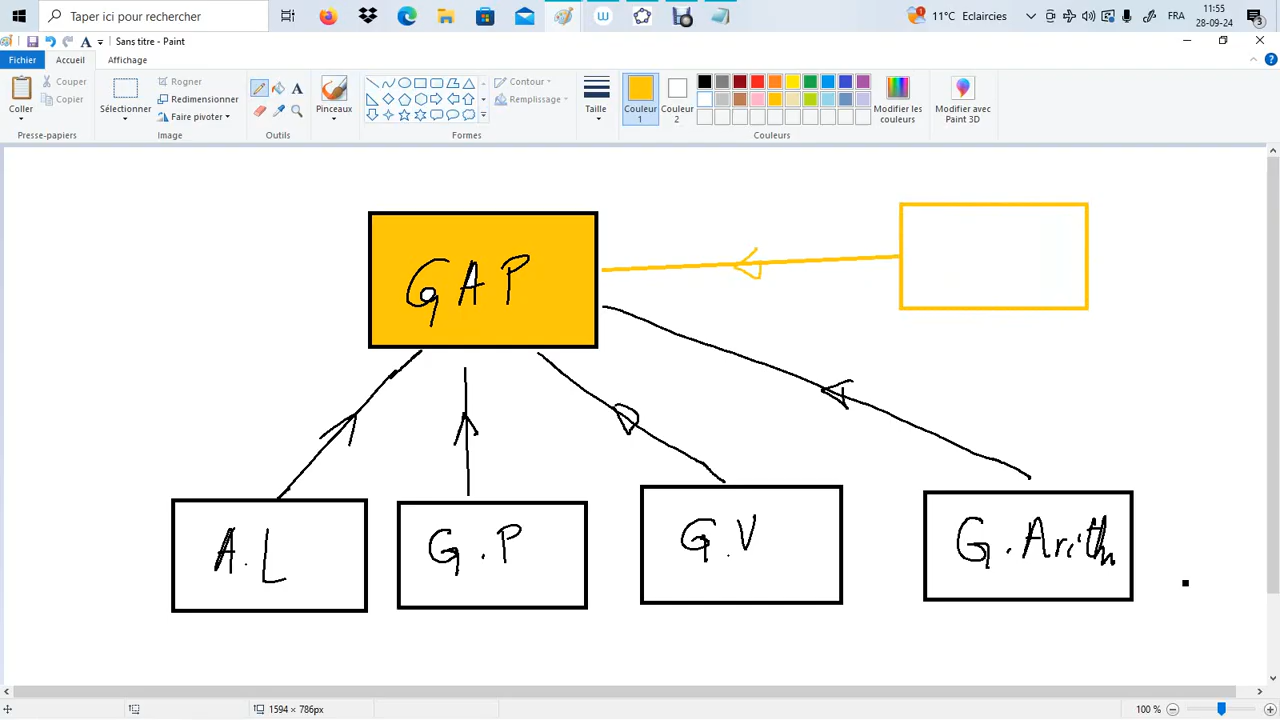 Taper ici pour rechercher
11°C Eclaircies
FRA
11:55
28-09-24
3
Sans titre - Paint
Fichier
Accueil
Affichage
Coller
Couper
Copier
Presse-papiers
Sélectionner
Rogner
Redimensionner
Faire pivoter
Image
A
Outils
Pinceaux
Contour
Remplissage
Formes
Taille
Couleur 1
Couleur 2
Modifier les couleurs
Couleurs
Modifier avec Paint 3D
GAP
A.L
G.P
G.V
G.Arith
1594 × 786px
100 %